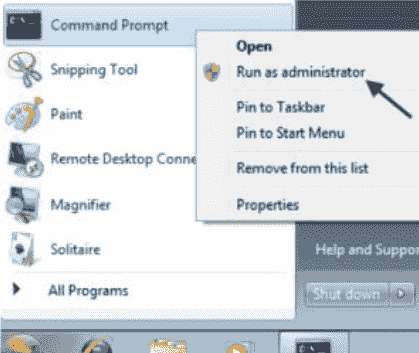 Command Prompt
Snipping Tool
Paint
Remote Desktop Conne
Magnifier
Solitaire
All Programs
Open
Run as administrator
Pin to Taskbar
Pin to Start Menu
Remove from this list
Properties
Help and Suppor
Shut down